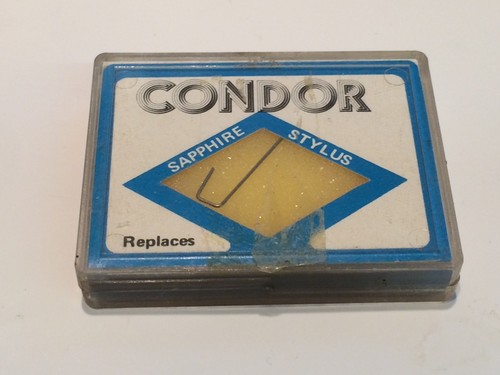 CONDOR
SAPPHIRE STYLUS
Replaces